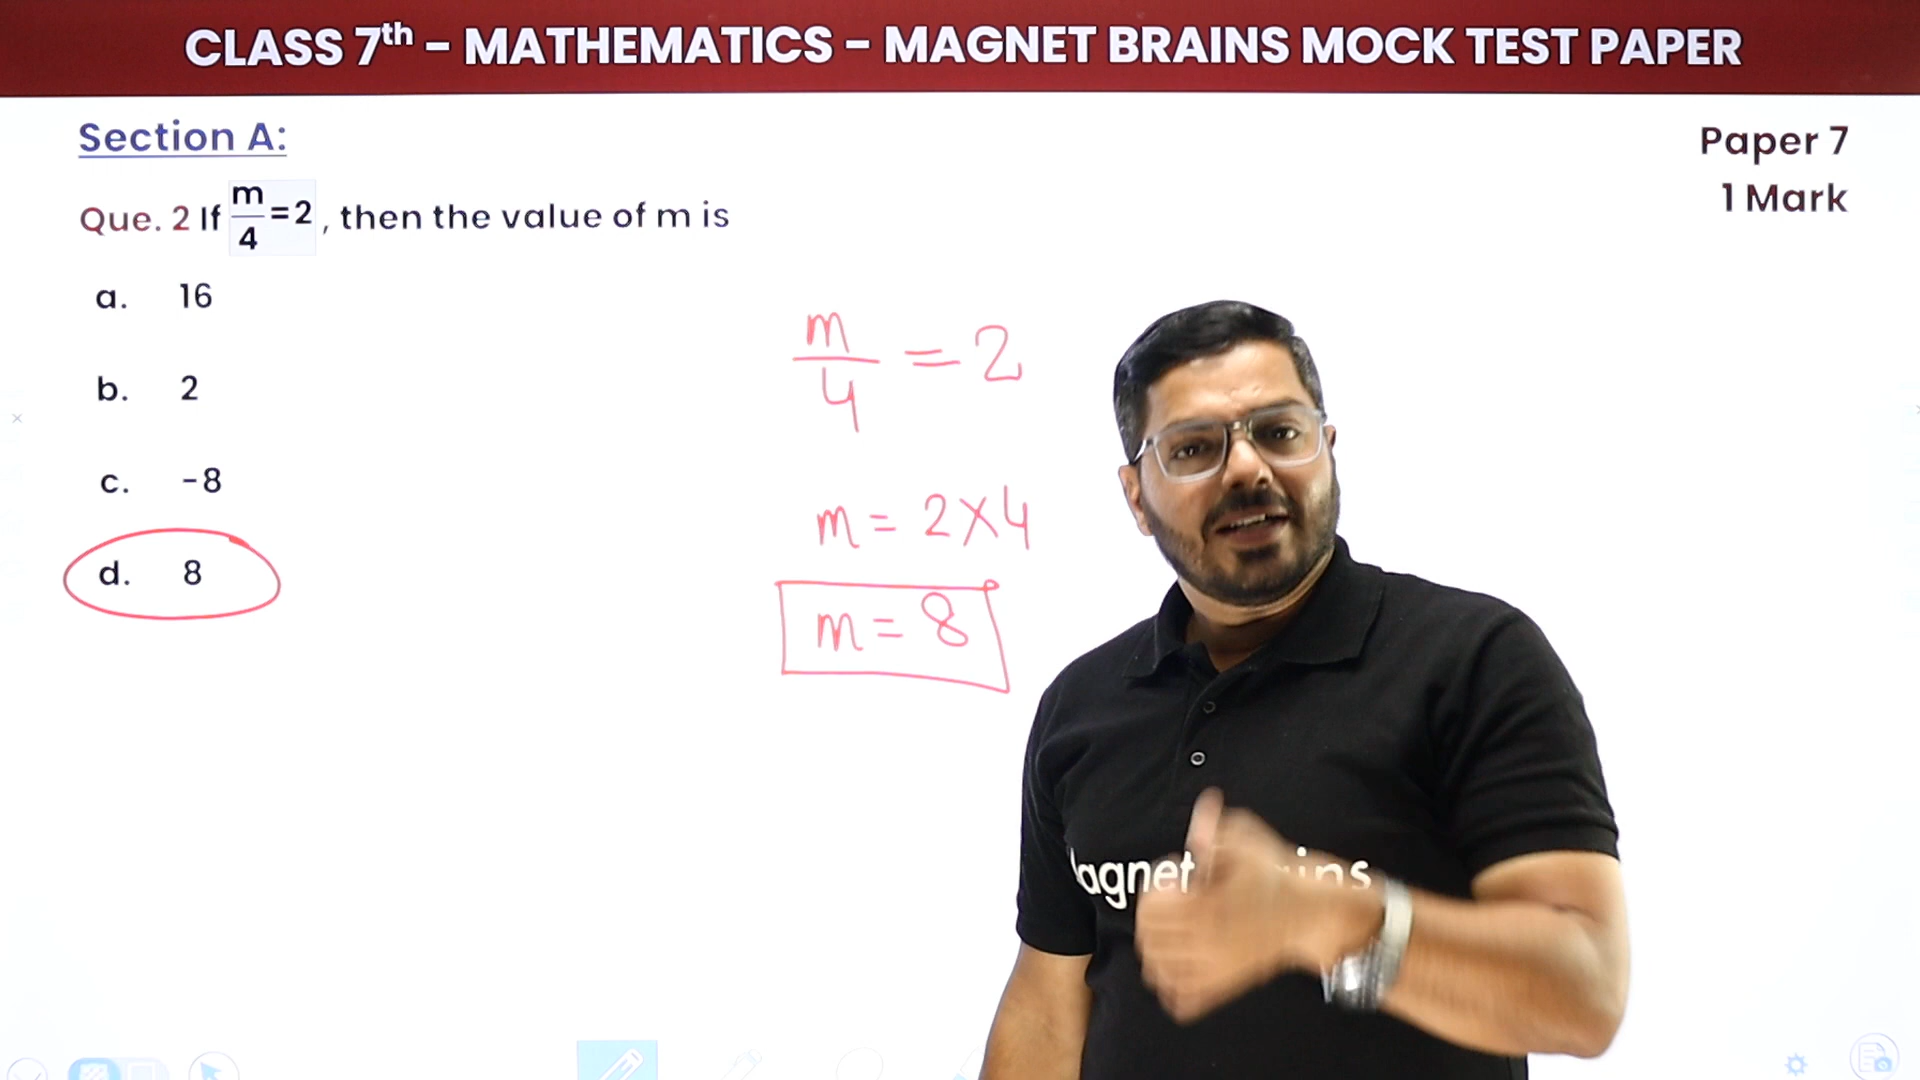 CLASS 7th – MATHEMATICS – MAGNET BRAINS MOCK TEST PAPER
Section A:
Paper 7
1 Mark
Que. 2 If m/4 = 2, then the value of m is
a. 16
b. 2
c. -8
d. 8
m/4 = 2
m = 2 × 4
m = 8